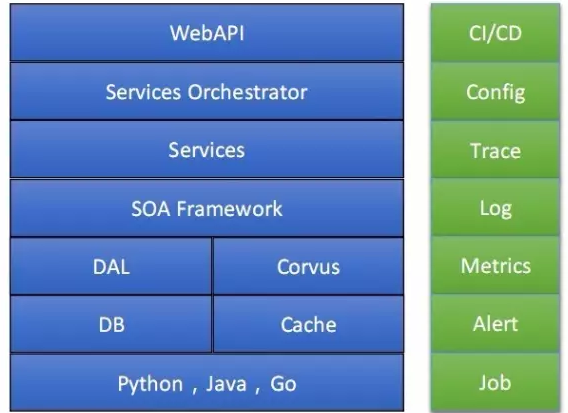 WebAPI
Services Orchestrator
Services
SOA Framework
DAL
Corvus
DB
Cache
Python，Java，Go
CI/CD
Config
Trace
Log
Metrics
Alert
Job